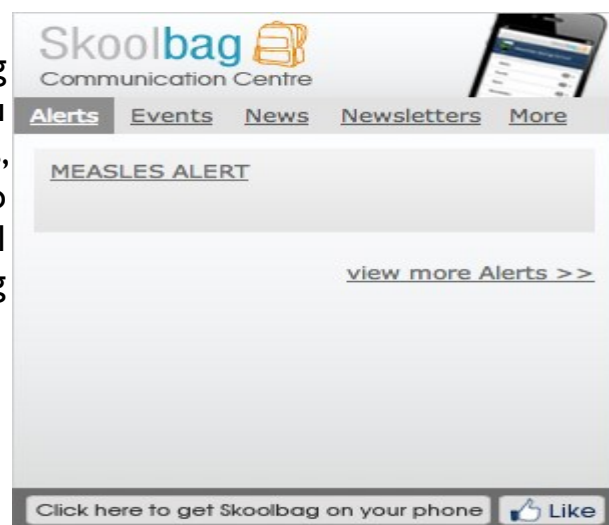 Skoolbag
Communication Centre
Alerts Events News Newsletters More
MEASLES ALERT
view more Alerts >>
Click here to get Skoolbag on your phone Like